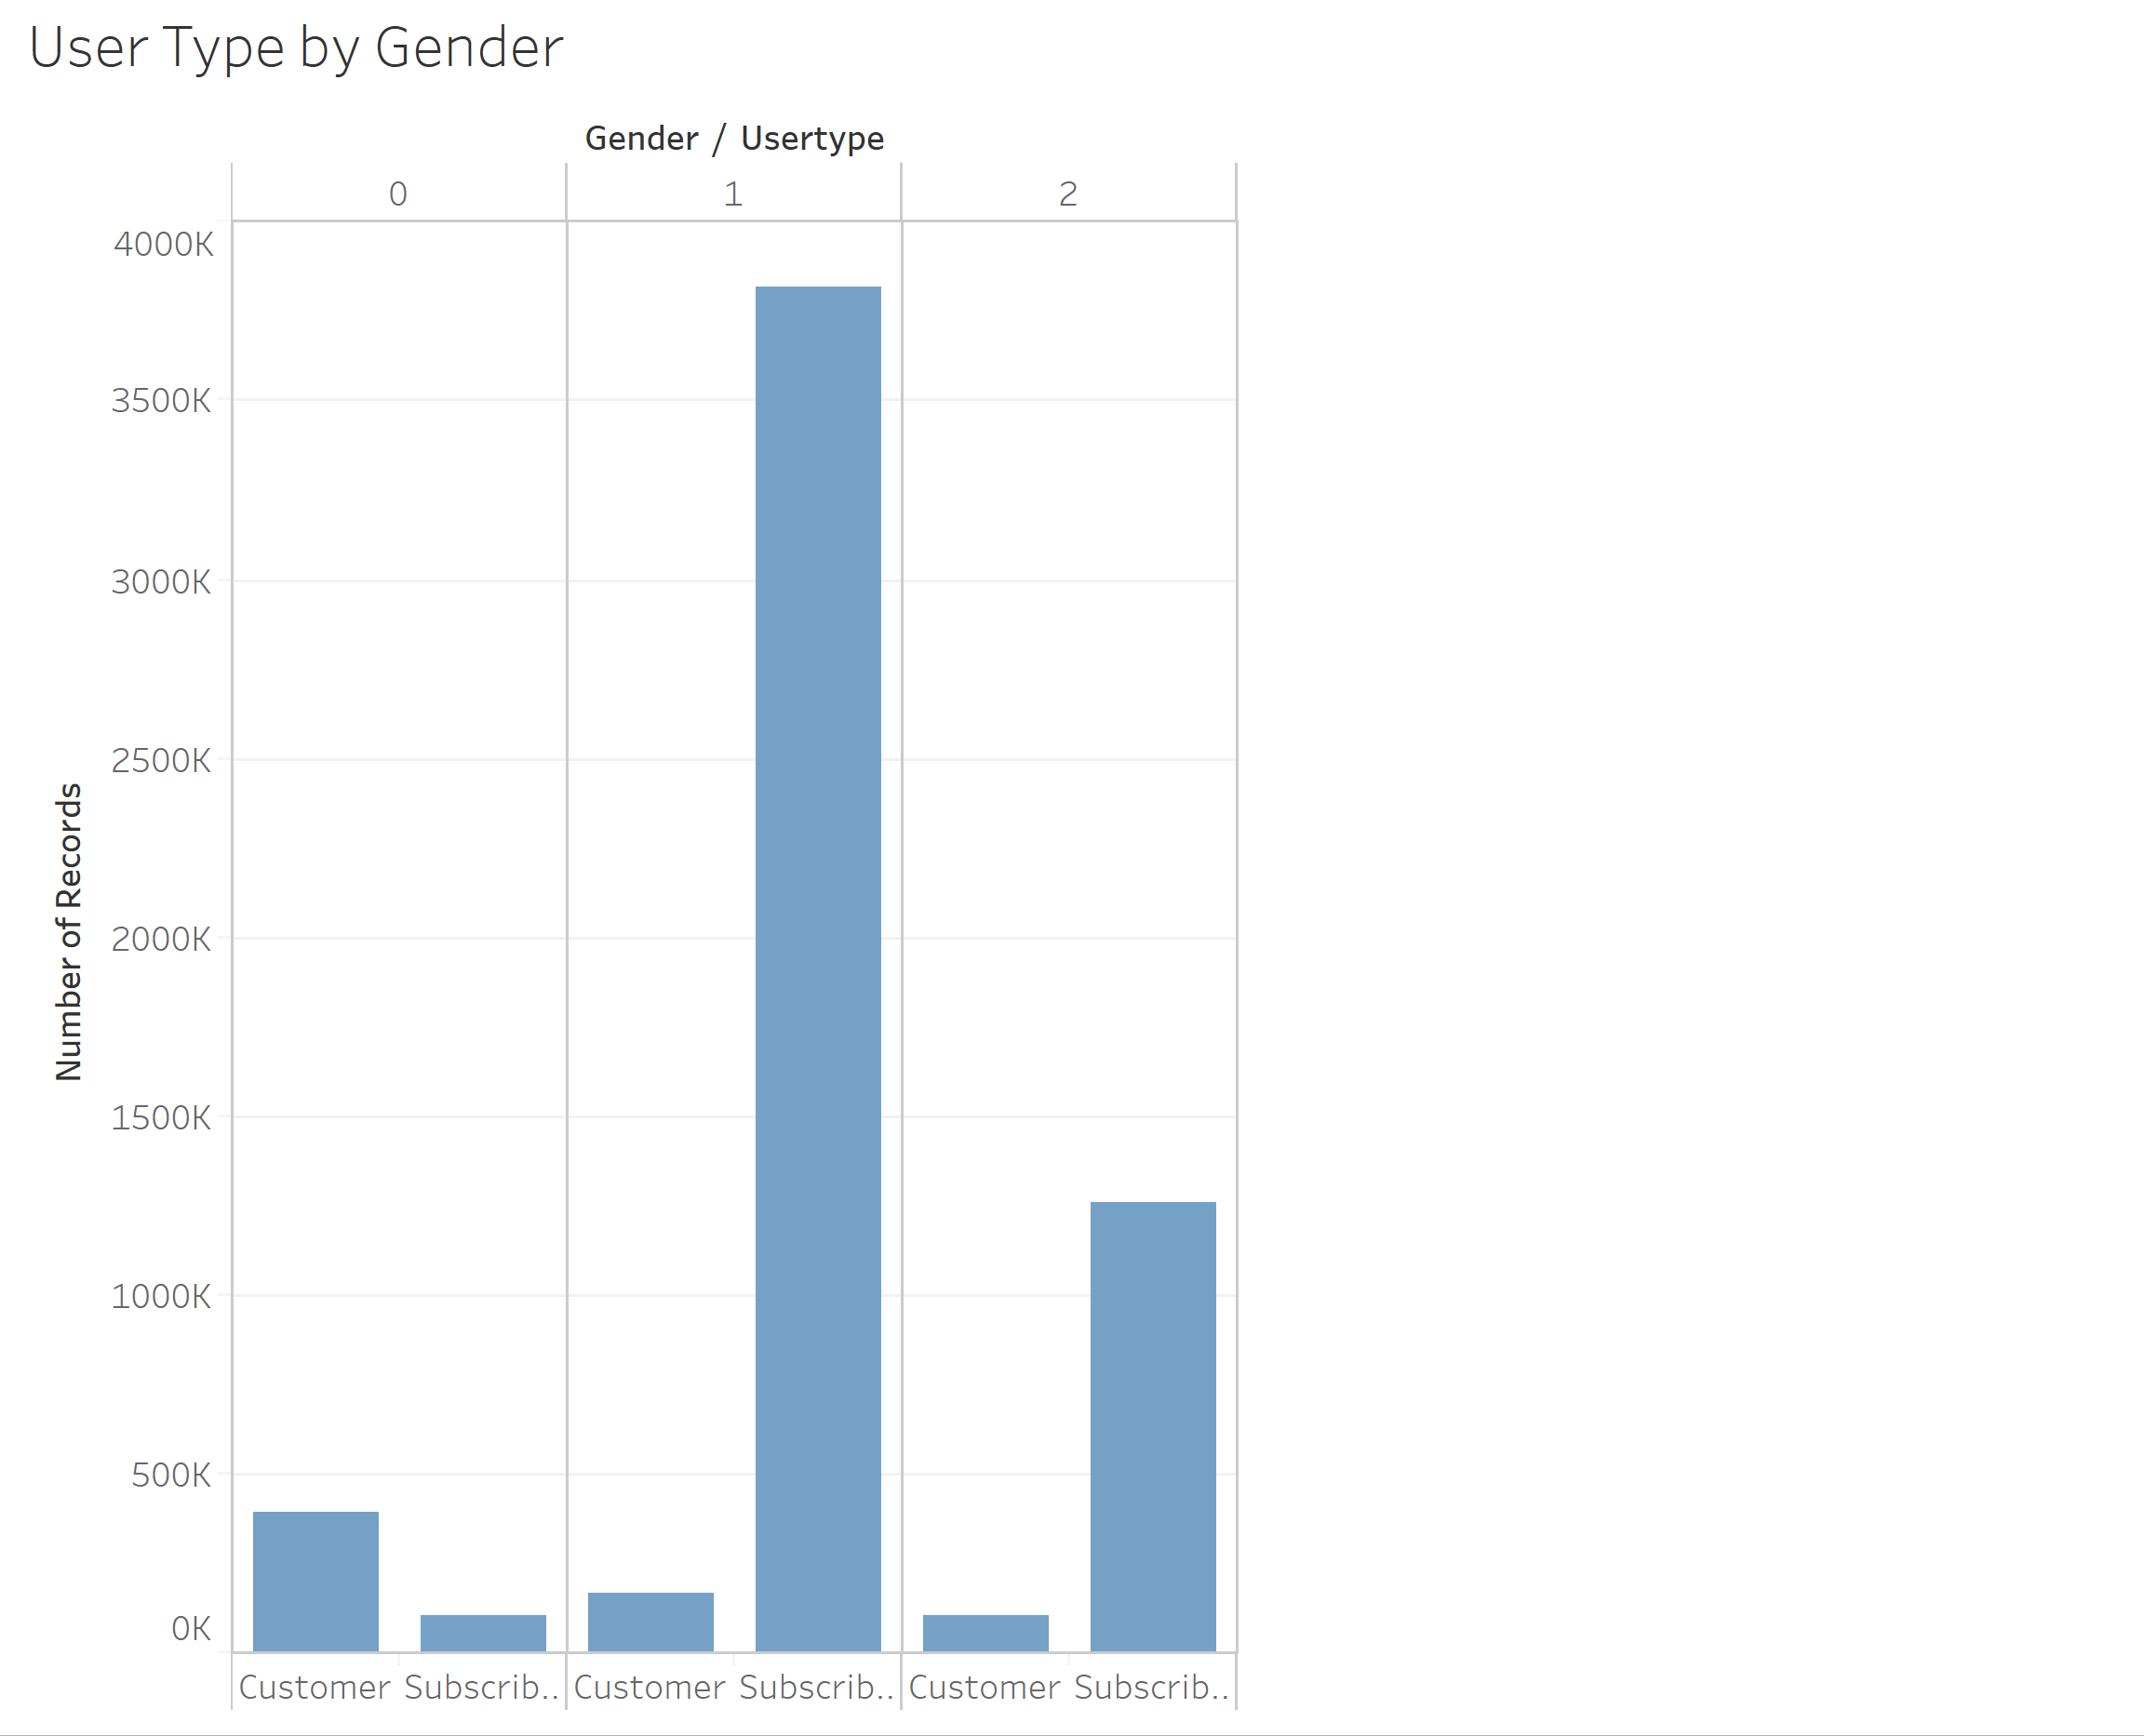 User Type by Gender
Gender / Usertype
0 1 2
4000K
3500K
3000K
2500K
2000K
1500K
1000K
500K
0K
Number of Records
Customer Subscrib.. Customer Subscrib.. Customer Subscrib..